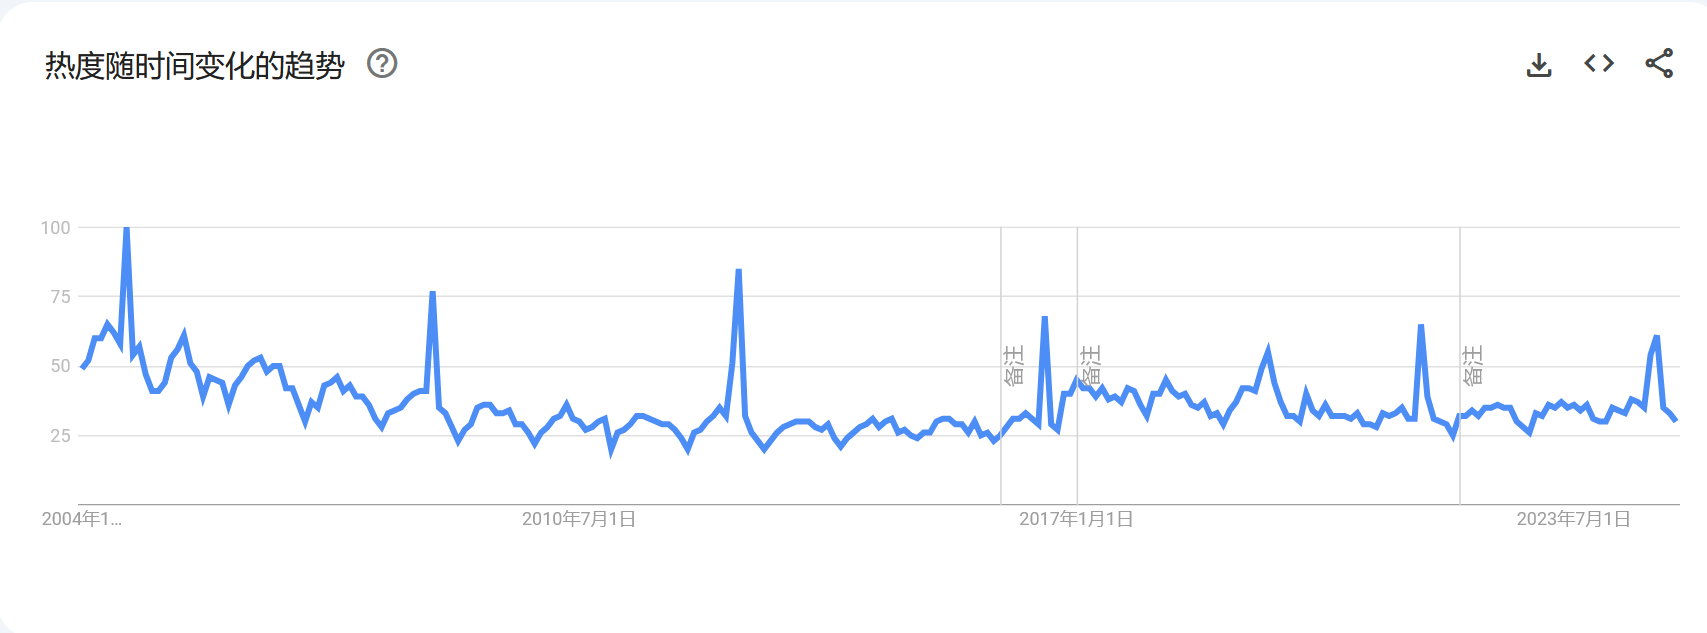 热度随时间变化的趋势
100
75
50
25
备注
备注
备注
2004年1...
2010年7月1日
2017年1月1日
2023年7月1日